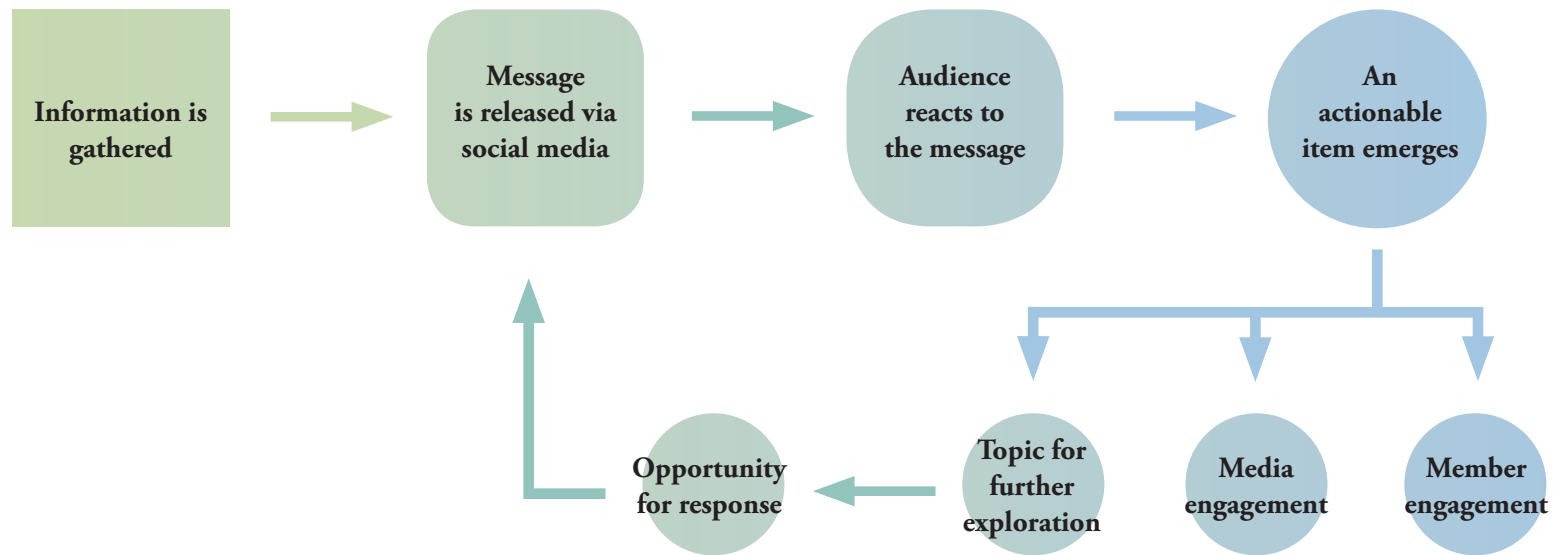 Information is
gathered
Message
is released via
social media
Audience
reacts to
the message
An
actionable
item emerges
Opportunity
for response
Topic for
further
exploration
Media
engagement
Member
engagement